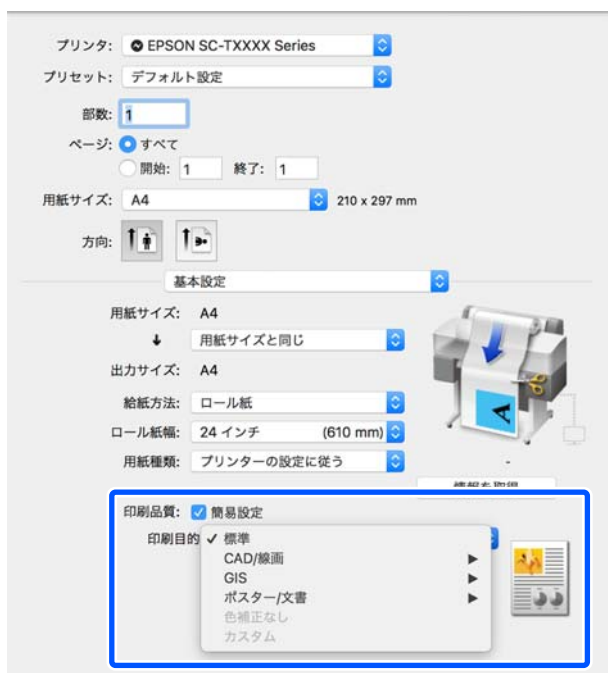 プリンタ: EPSON SC-TXXXX Series
プリセット: デフォルト設定
部数: 1
ページ: すべて
開始: 1 終了: 1
用紙サイズ: A4 210 x 297 mm
方向:
基本設定
用紙サイズ: A4
用紙サイズと同じ
出力サイズ: A4
給紙方法: ロール紙
ロール紙幅: 24 インチ (610 mm)
用紙種類: プリンターの設定に従う
-
情報を取得
印刷品質: 簡易設定
印刷目的 ✓ 標準
CAD/線画
GIS
ポスター/文書
色補正なし
カスタム